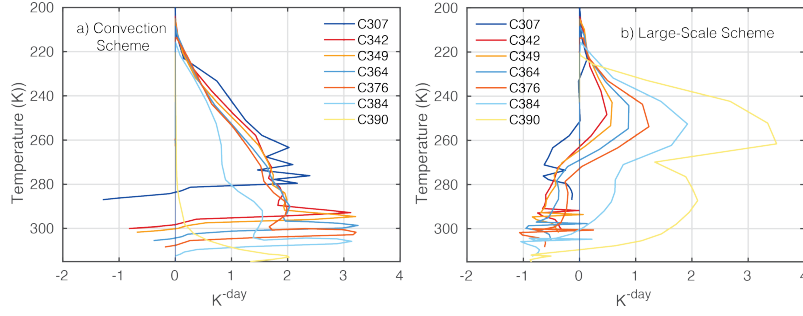 a) Convection
Scheme
C307
C342
C349
C364
C376
C384
C390
Temperature (K))
200
220
240
260
280
300
-2
-1
0
1
2
3
4
K-day
b) Large-Scale Scheme
C307
C342
C349
C364
C376
C384
C390
Temperature (K))
200
220
240
260
280
300
-2
-1
0
1
2
3
4
K-day